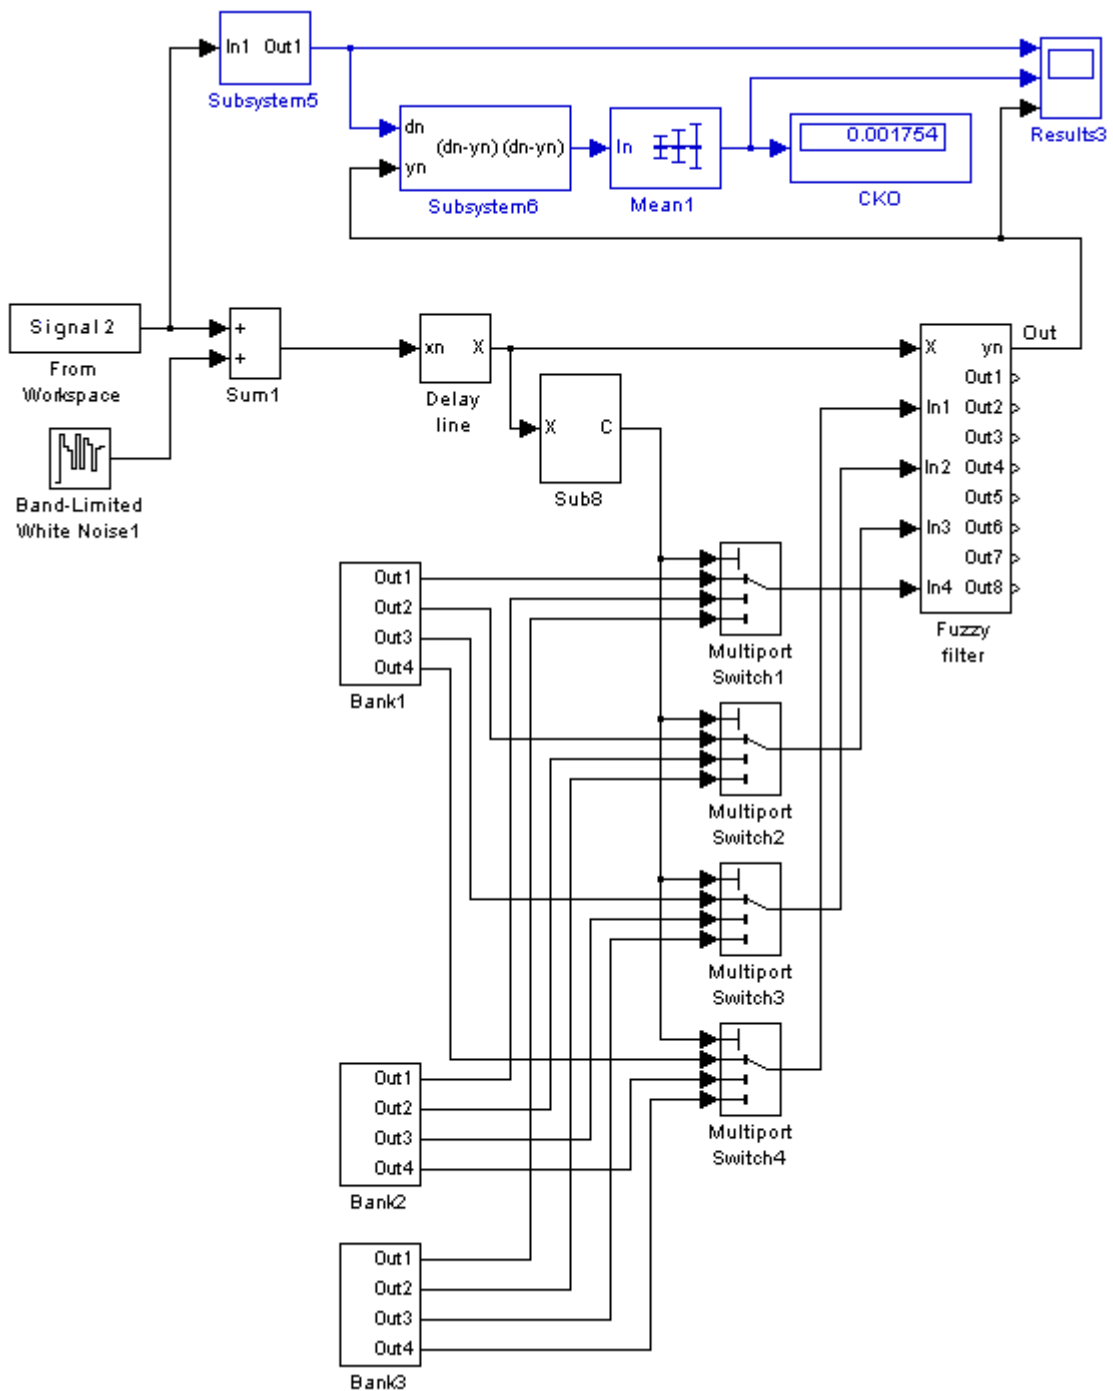 In1 Out1
Subsystem5
dn
yn
(dn-yn) (dn-yn)
Subsystem6
In
Mean1
0.001754
CKO
Results3
Signal 2
From
Workspace
+
+
Sum1
Band-Limited
White Noise1
xn X
Delay
line
X C
Sub8
Out
X yn
Out1
In1 Out2
Out3
In2 Out4
Out5
In3 Out6
Out7
In4 Out8
Fuzzy
filter
Out1
Out2
Out3
Out4
Bank1
Multiport
Switch1
Multiport
Switch2
Multiport
Switch3
Multiport
Switch4
Out1
Out2
Out3
Out4
Bank2
Out1
Out2
Out3
Out4
Bank3